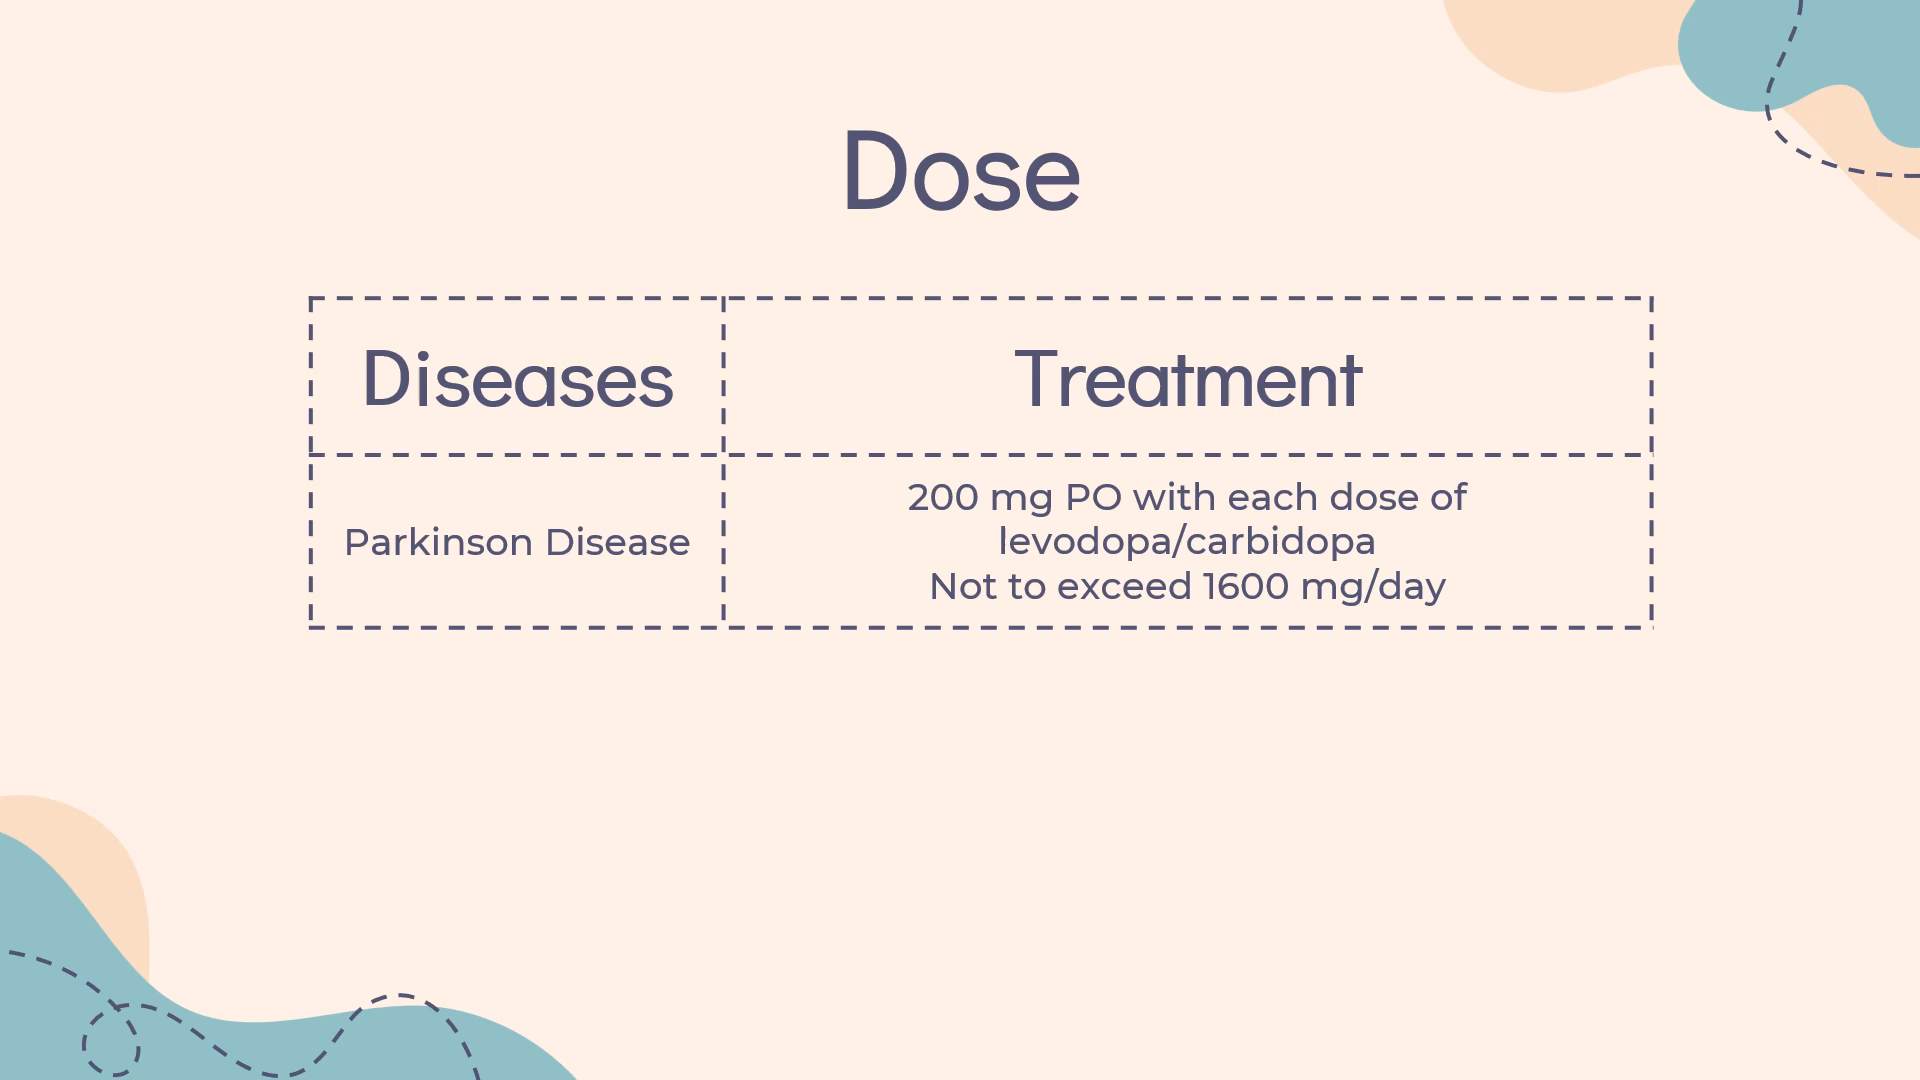 Dose
Diseases
Treatment
Parkinson Disease
200 mg PO with each dose of
levodopa/carbidopa
Not to exceed 1600 mg/day